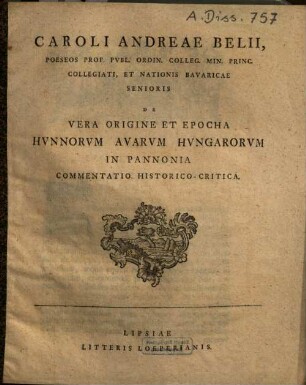 A. Diss. 757
CAROLI ANDREAE BELII,
POESEOS PROF. PVBL. ORDIN. COLLEG. MIN. PRINC.
COLLEGIATI, ET NATIONIS BAVARICAE
SENIORIS
DE
VERA ORIGINE ET EPOCHA
HVNNORVM AVARVM HVNGARORVM
IN PANNONIA
COMMENTATIO HISTORICO-CRITICA.
LIPSIAE
LITTERIS LOEPERIANIS.